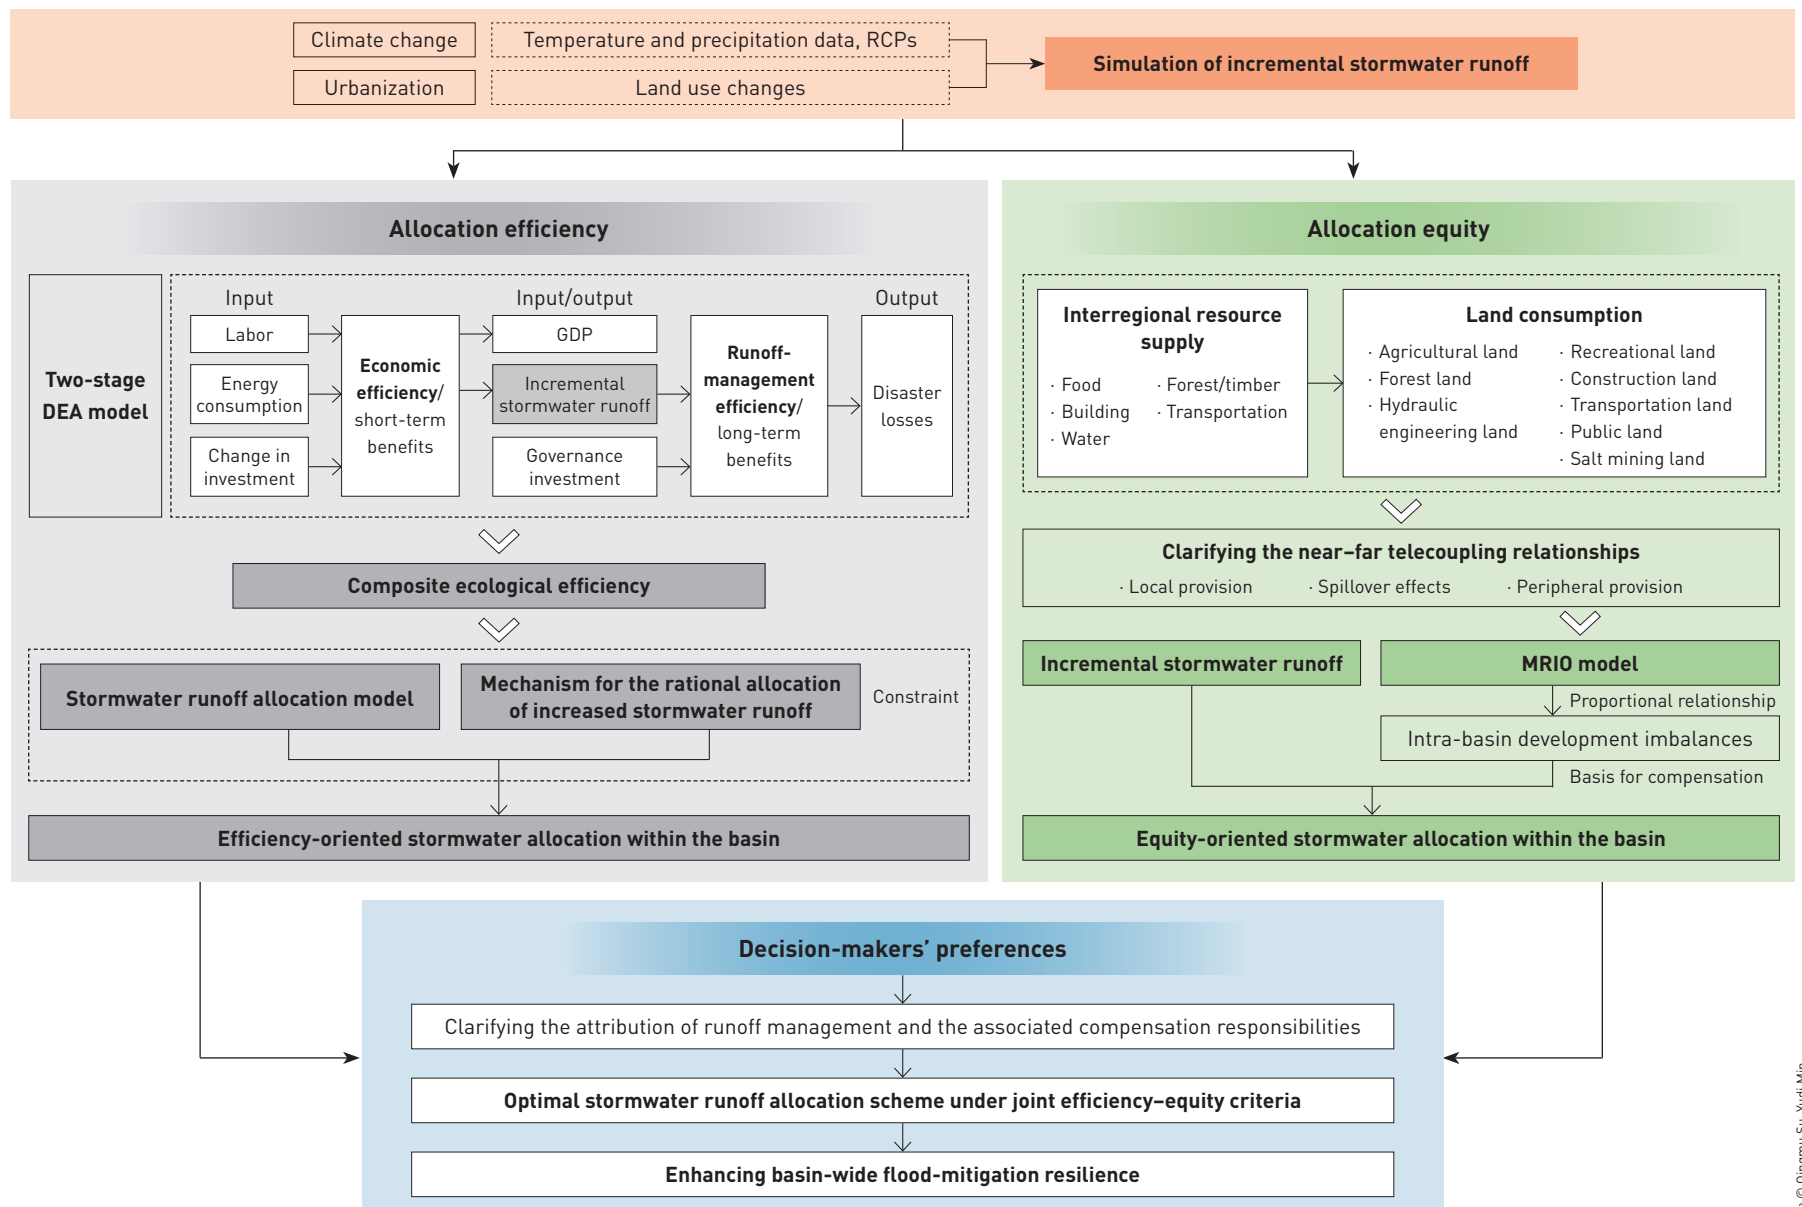 Climate change
Temperature and precipitation data, RCPs
Urbanization
Land use changes
Simulation of incremental stormwater runoff
Allocation efficiency
Two-stage
DEA model
Input
Input/output
Output
Labor
Energy
consumption
Change in
investment
Economic
efficiency/
short-term
benefits
GDP
Incremental
stormwater runoff
Governance
investment
Runoff-
management
efficiency/
long-term
benefits
Disaster
losses
Composite ecological efficiency
Stormwater runoff allocation model
Mechanism for the rational allocation
of increased stormwater runoff
Constraint
Efficiency-oriented stormwater allocation within the basin
Allocation equity
Interregional resource
supply
· Food
· Building
· Water
· Forest/timber
· Transportation
Land consumption
· Agricultural land
· Forest land
· Hydraulic
engineering land
· Recreational land
· Construction land
· Transportation land
· Public land
· Salt mining land
Clarifying the near–far telecoupling relationships
· Local provision
· Spillover effects
· Peripheral provision
Incremental stormwater runoff
MRIO model
Proportional relationship
Intra-basin development imbalances
Basis for compensation
Equity-oriented stormwater allocation within the basin
Decision-makers’ preferences
Clarifying the attribution of runoff management and the associated compensation responsibilities
Optimal stormwater runoff allocation scheme under joint efficiency–equity criteria
Enhancing basin-wide flood-mitigation resilience
© Qingmu Su, Yudi Min